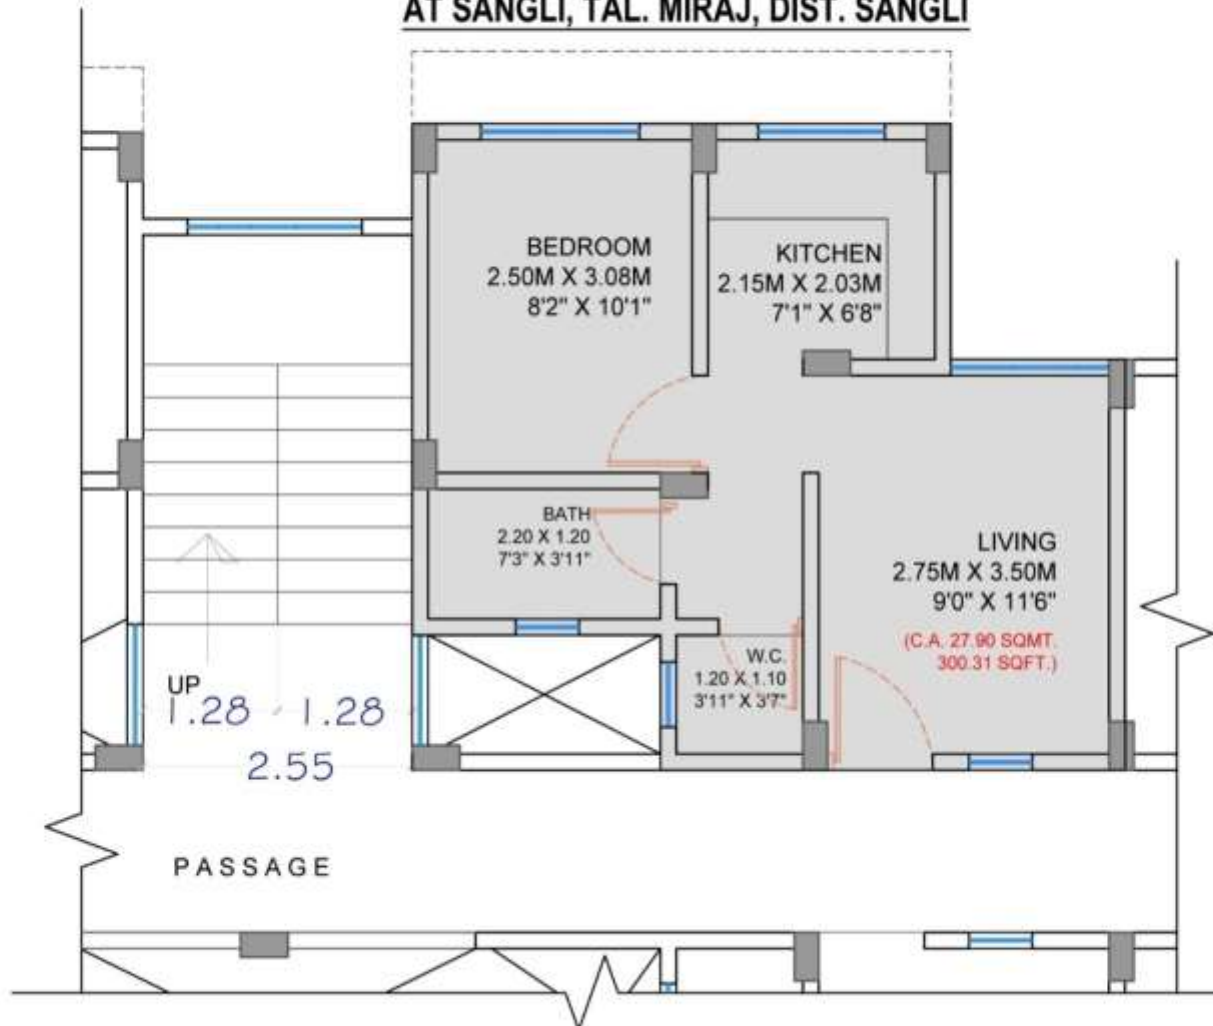 AT SANGLI, TAL. MIRAJ, DIST. SANGLI
BEDROOM
2.50M X 3.08M
8'2" X 10'1"
KITCHEN
2.15M X 2.03M
7'1" X 6'8"
BATH
2.20 X 1.20
7'3" X 3'11"
LIVING
2.75M X 3.50M
9'0" X 11'6"
(C.A. 27.90 SQMT.
300.31 SQFT.)
W.C.
1.20 X 1.10
3'11" X 3'7"
UP
1.28 1.28
2.55
PASSAGE